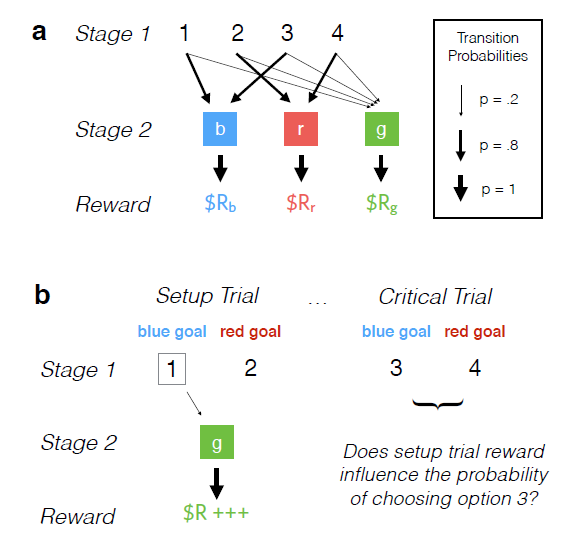 a
Stage 1 1 2 3 4
Transition
Probabilities
p = .2
p = .8
p = 1
Stage 2 b r g
Reward $Rb $Rr $Rg
b
Setup Trial ... Critical Trial
blue goal red goal blue goal red goal
Stage 1 1 2 3 4
Stage 2 g
Does setup trial reward
influence the probability
of choosing option 3?
Reward $R +++